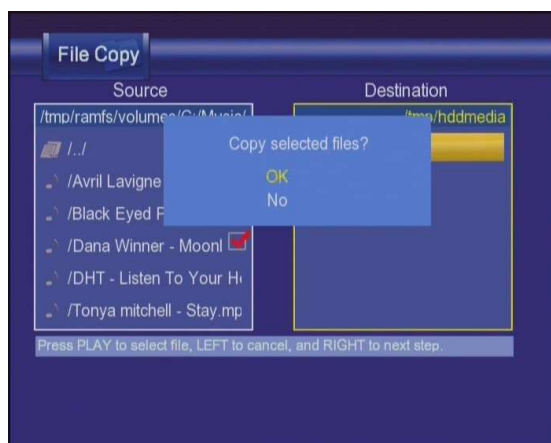 File Copy
Source
Destination
/tmp/ramfs/volumes/C:/Music/
/tmp/hddmedia
Copy selected files?
OK
No
/../
/Avril Lavigne
/Black Eyed P
/Dana Winner - Moonl
/DHT - Listen To Your He
/Tonya mitchell - Stay.mp
Press PLAY to select file, LEFT to cancel, and RIGHT to next step.